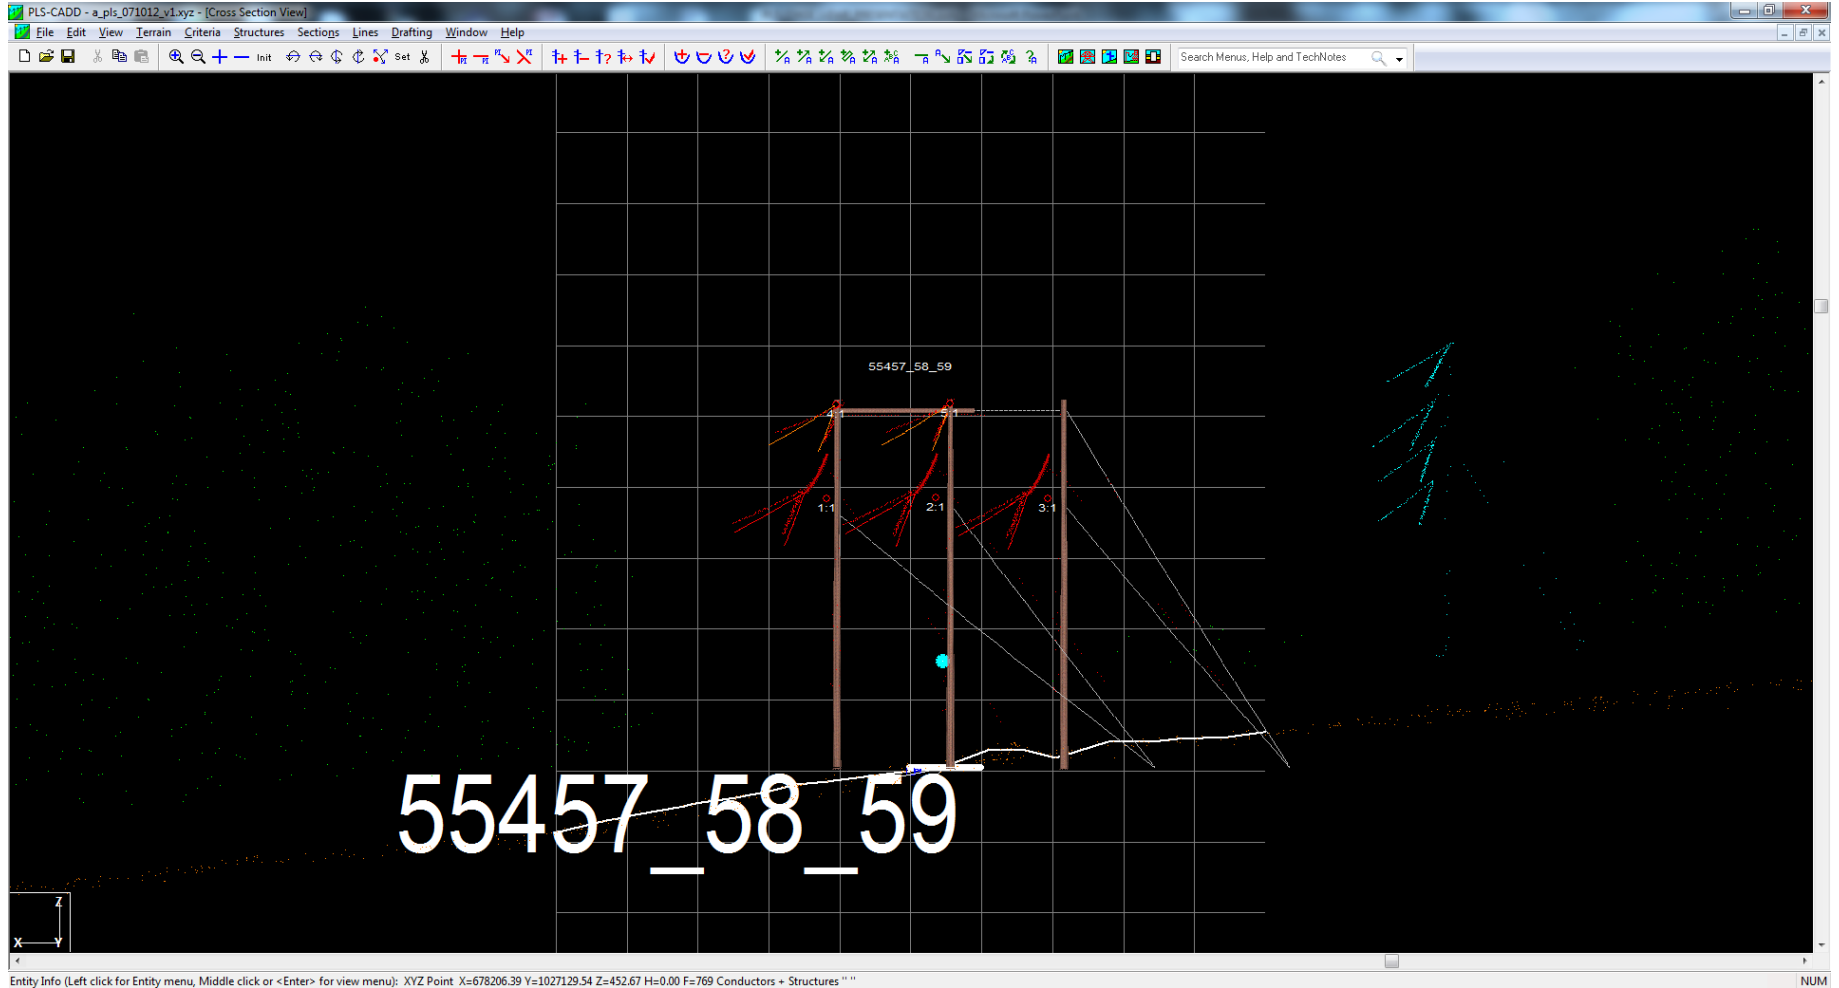 PLS-CADD - a_pls_071012_v1.xyz - [Cross Section View]
File Edit View Terrain Criteria Structures Sections Lines Drafting Window Help
Init Set Search Menus, Help and TechNotes
55457_58_59
4:1 5:1
1:1 2:1 3:1
55457_58_59
Z
X Y
Entity Info (Left click for Entity menu, Middle click or <Enter> for view menu): XYZ Point X=678206.39 Y=1027129.54 Z=452.67 H=0.00 F=769 Conductors + Structures '' '' NUM